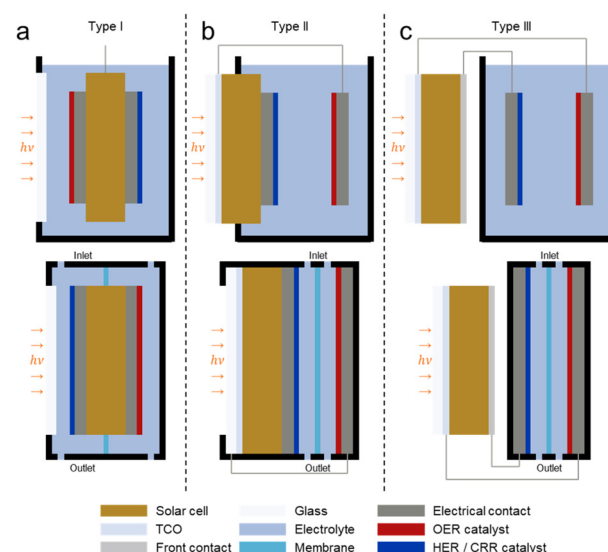 a
Type I
b
Type II
c
Type III
hν
hν
hν
Inlet
Inlet
Inlet
hν
hν
hν
Outlet
Outlet
Outlet
Solar cell
Glass
Electrical contact
TCO
Electrolyte
OER catalyst
Front contact
Membrane
HER / CRR catalyst